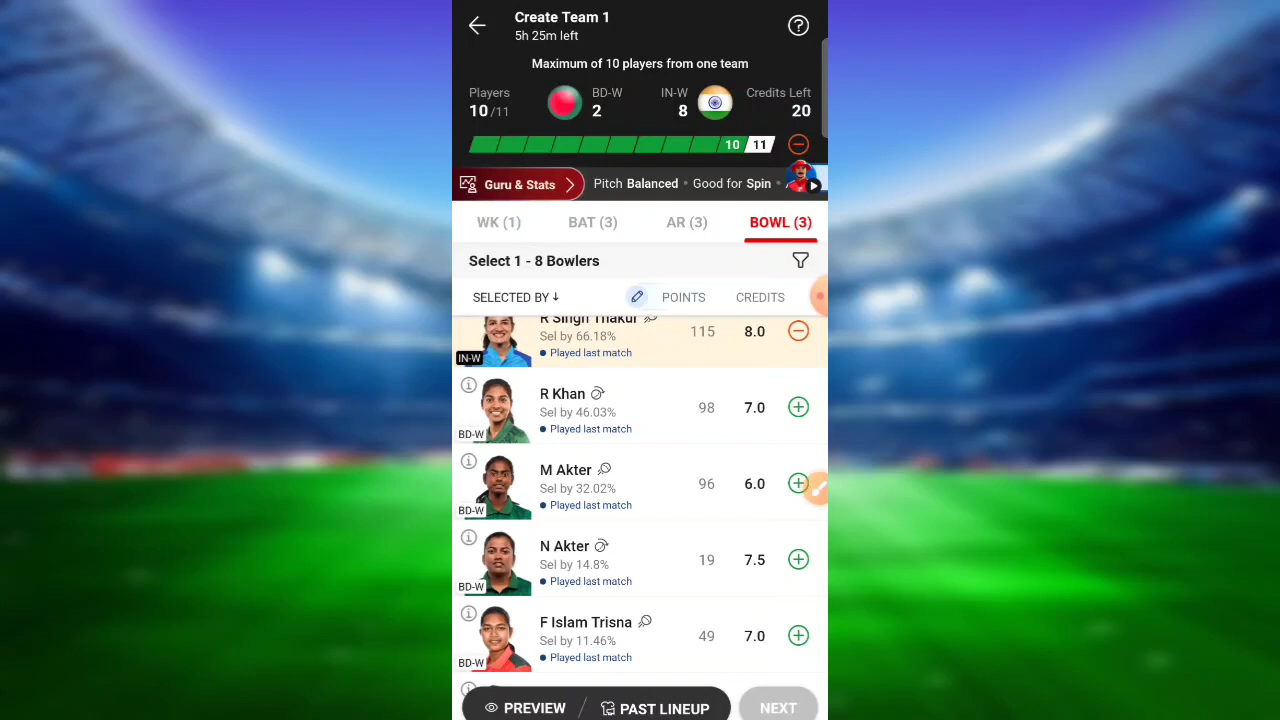 Create Team 1
5h 25m left
Maximum of 10 players from one team
Players BD-W IN-W Credits Left
10/11 2 8 20
10 11
Guru & Stats Pitch Balanced • Good for Spin •
WK (1) BAT (3) AR (3) BOWL (3)
Select 1 - 8 Bowlers
SELECTED BY ↓ POINTS CREDITS
R Singh Thakur
Sel by 66.18% 115 8.0
IN-W Played last match
R Khan
Sel by 46.03% 98 7.0
BD-W Played last match
M Akter
Sel by 32.02% 96 6.0
BD-W Played last match
N Akter
Sel by 14.8% 19 7.5
BD-W Played last match
F Islam Trisna
Sel by 11.46% 49 7.0
BD-W Played last match
PREVIEW / PAST LINEUP NEXT